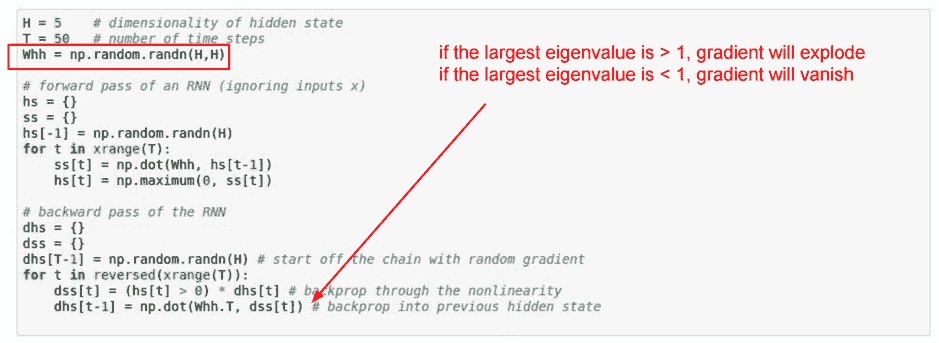 H = 5    # dimensionality of hidden state
T = 50   # number of time steps
Whh = np.random.randn(H,H)
if the largest eigenvalue is > 1, gradient will explode
if the largest eigenvalue is < 1, gradient will vanish
# forward pass of an RNN (ignoring inputs x)
hs = {}
ss = {}
hs[-1] = np.random.randn(H)
for t in xrange(T):
    ss[t] = np.dot(Whh, hs[t-1])
    hs[t] = np.maximum(0, ss[t])
# backward pass of the RNN
dhs = {}
dss = {}
dhs[T-1] = np.random.randn(H) # start off the chain with random gradient
for t in reversed(xrange(T)):
    dss[t] = (hs[t] > 0) * dhs[t] # backprop through the nonlinearity
    dhs[t-1] = np.dot(Whh.T, dss[t]) # backprop into previous hidden state